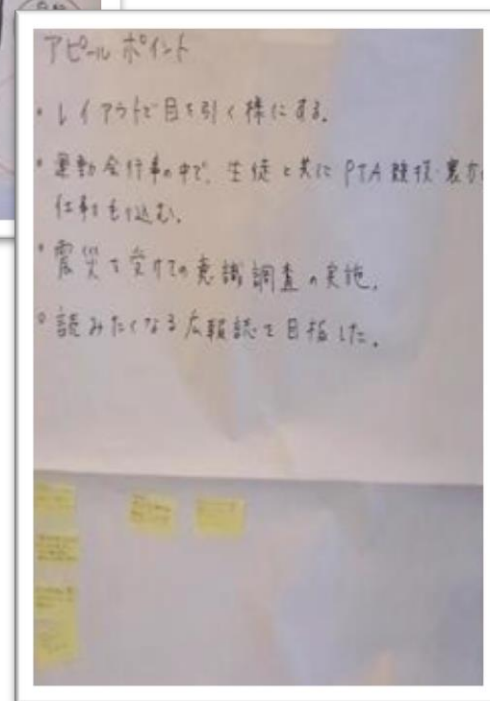 アピールポイント
・レイアウトで目を引く様にする。
・運動会行事の中で、生徒と共にPTA競技・裏方
仕事も込む。
・震災を受けての意識調査の実施。
・読みたくなる広報誌を目指した。